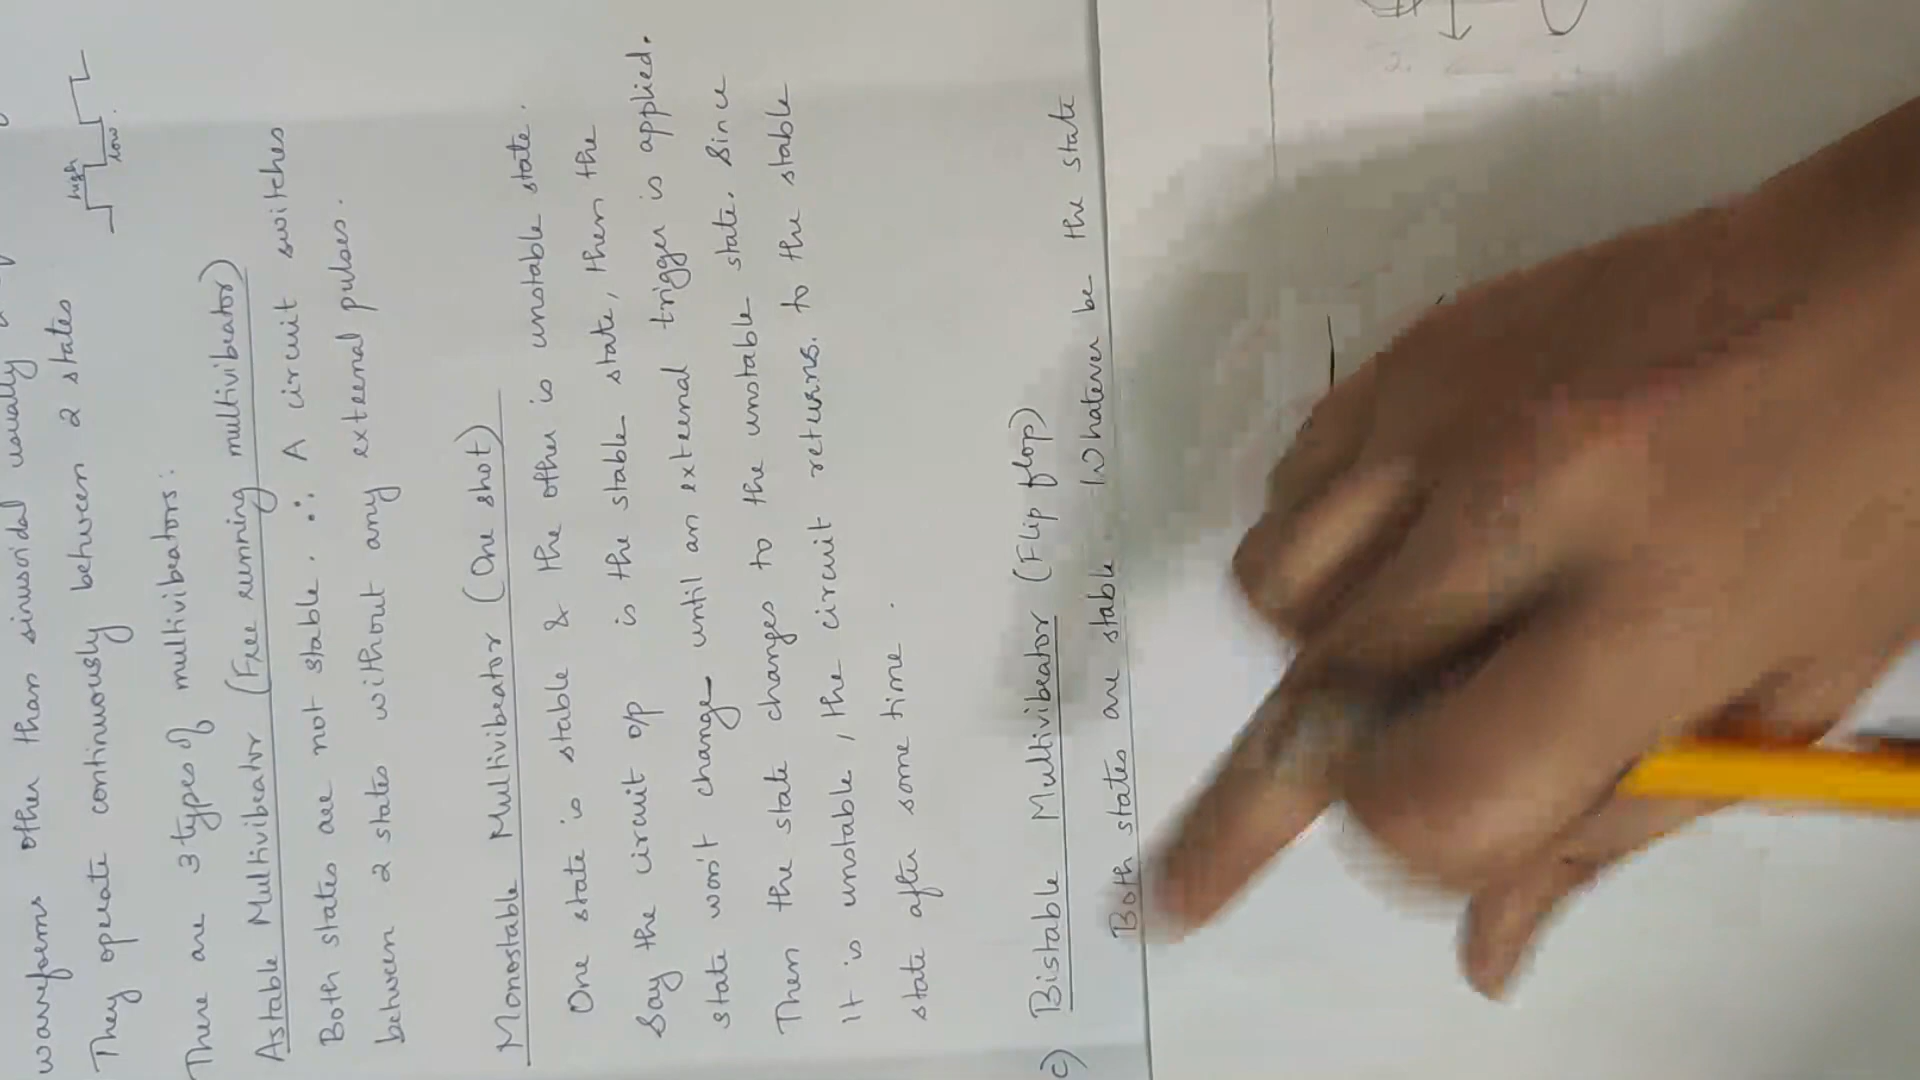 waveforms other than sinusoidal usually
They operate continuously between 2 states
high
low.
There are 3 types of multivibrators:
Astable Multivibrator (Free running multivibrator)
Both states are not stable. ∴ A circuit switches
between 2 states without any external pulses.
Monostable Multivibrator (One shot)
One state is stable & the other is unstable state.
Say the circuit o/p is the stable state, then the
state won't change until an external trigger is applied.
Then the state changes to the unstable state. Since
it is unstable, the circuit returns to the stable
state after some time.
c) Bistable Multivibrator (Flip flop)
Both states are stable. Whatever be the state